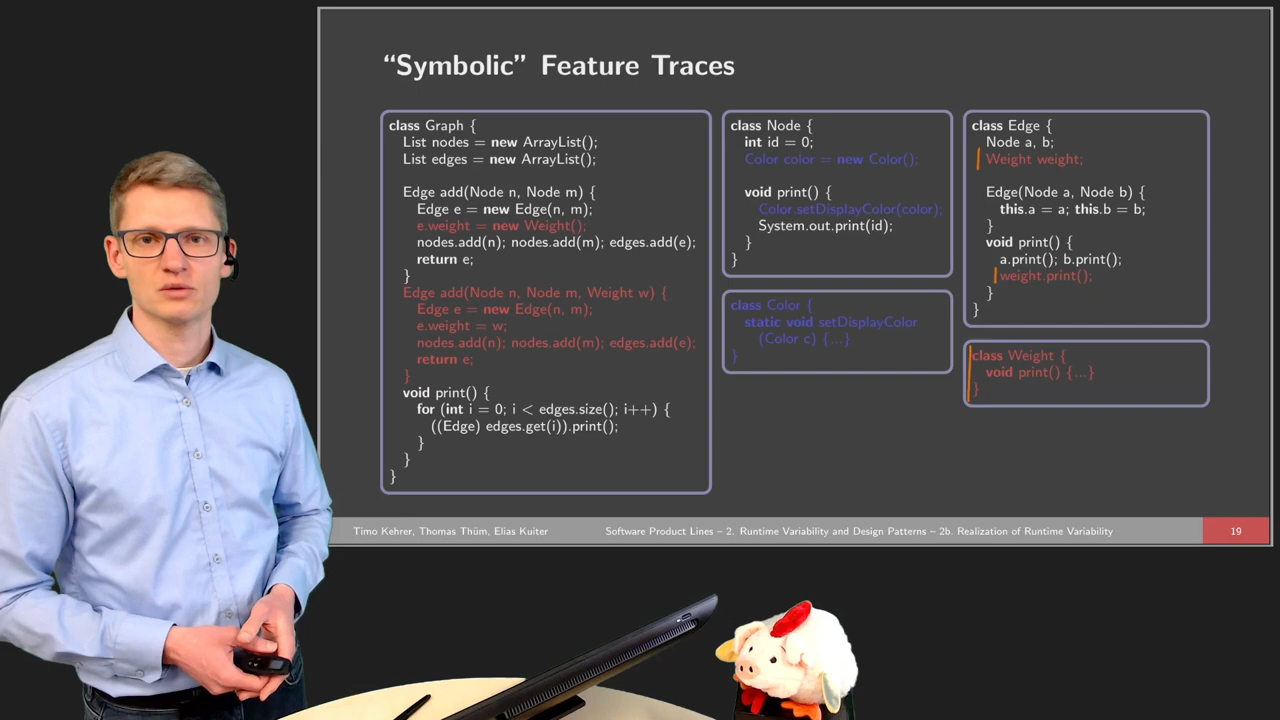 “Symbolic” Feature Traces
class Graph {
List nodes = new ArrayList();
List edges = new ArrayList();
Edge add(Node n, Node m) {
Edge e = new Edge(n, m);
e.weight = new Weight();
nodes.add(n); nodes.add(m); edges.add(e);
return e;
}
Edge add(Node n, Node m, Weight w) {
Edge e = new Edge(n, m);
e.weight = w;
nodes.add(n); nodes.add(m); edges.add(e);
return e;
}
void print() {
for (int i = 0; i < edges.size(); i++) {
((Edge) edges.get(i)).print();
}
}
}
class Node {
int id = 0;
Color color = new Color();
void print() {
Color.setDisplayColor(color);
System.out.print(id);
}
}
class Color {
static void setDisplayColor
(Color c) {...}
}
class Edge {
Node a, b;
Weight weight;
Edge(Node a, Node b) {
this.a = a; this.b = b;
}
void print() {
a.print(); b.print();
weight.print();
}
}
class Weight {
void print() {...}
}
Timo Kehrer, Thomas Thüm, Elias Kuiter
Software Product Lines – 2. Runtime Variability and Design Patterns – 2b. Realization of Runtime Variability
19